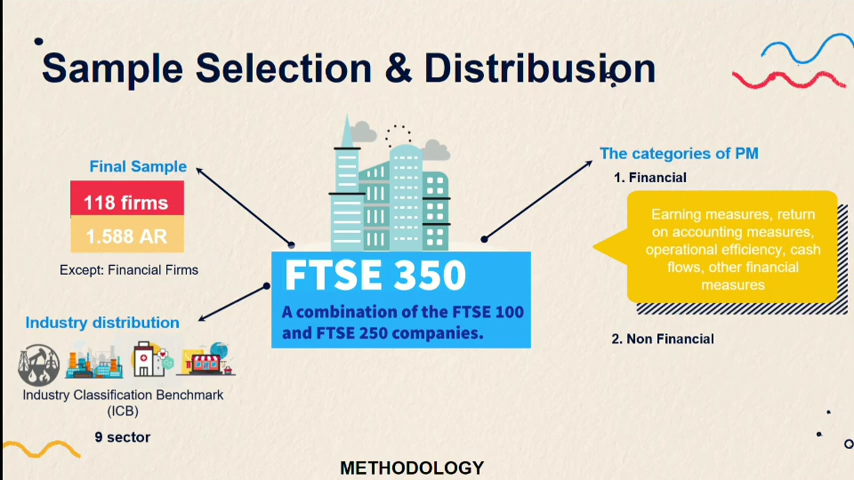 Sample Selection & Distribusion
Final Sample
118 firms
1.588 AR
Except: Financial Firms
Industry distribution
Industry Classification Benchmark
(ICB)
9 sector
FTSE 350
A combination of the FTSE 100
and FTSE 250 companies.
The categories of PM
1. Financial
Earning measures, return
on accounting measures,
operational efficiency, cash
flows, other financial
measures
2. Non Financial
METHODOLOGY